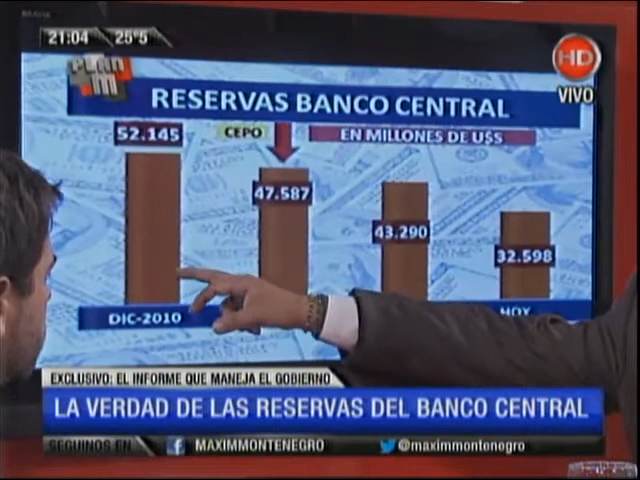 21:04 25°5
PLAN M
HD
VIVO
RESERVAS BANCO CENTRAL
52.145 CEPO EN MILLONES DE U$S
47.587
43.290
32.598
DIC-2010 HOY
EXCLUSIVO: EL INFORME QUE MANEJA EL GOBIERNO
LA VERDAD DE LAS RESERVAS DEL BANCO CENTRAL
SEGUINOS EN MAXIMMONTENEGRO @maximmontenegro